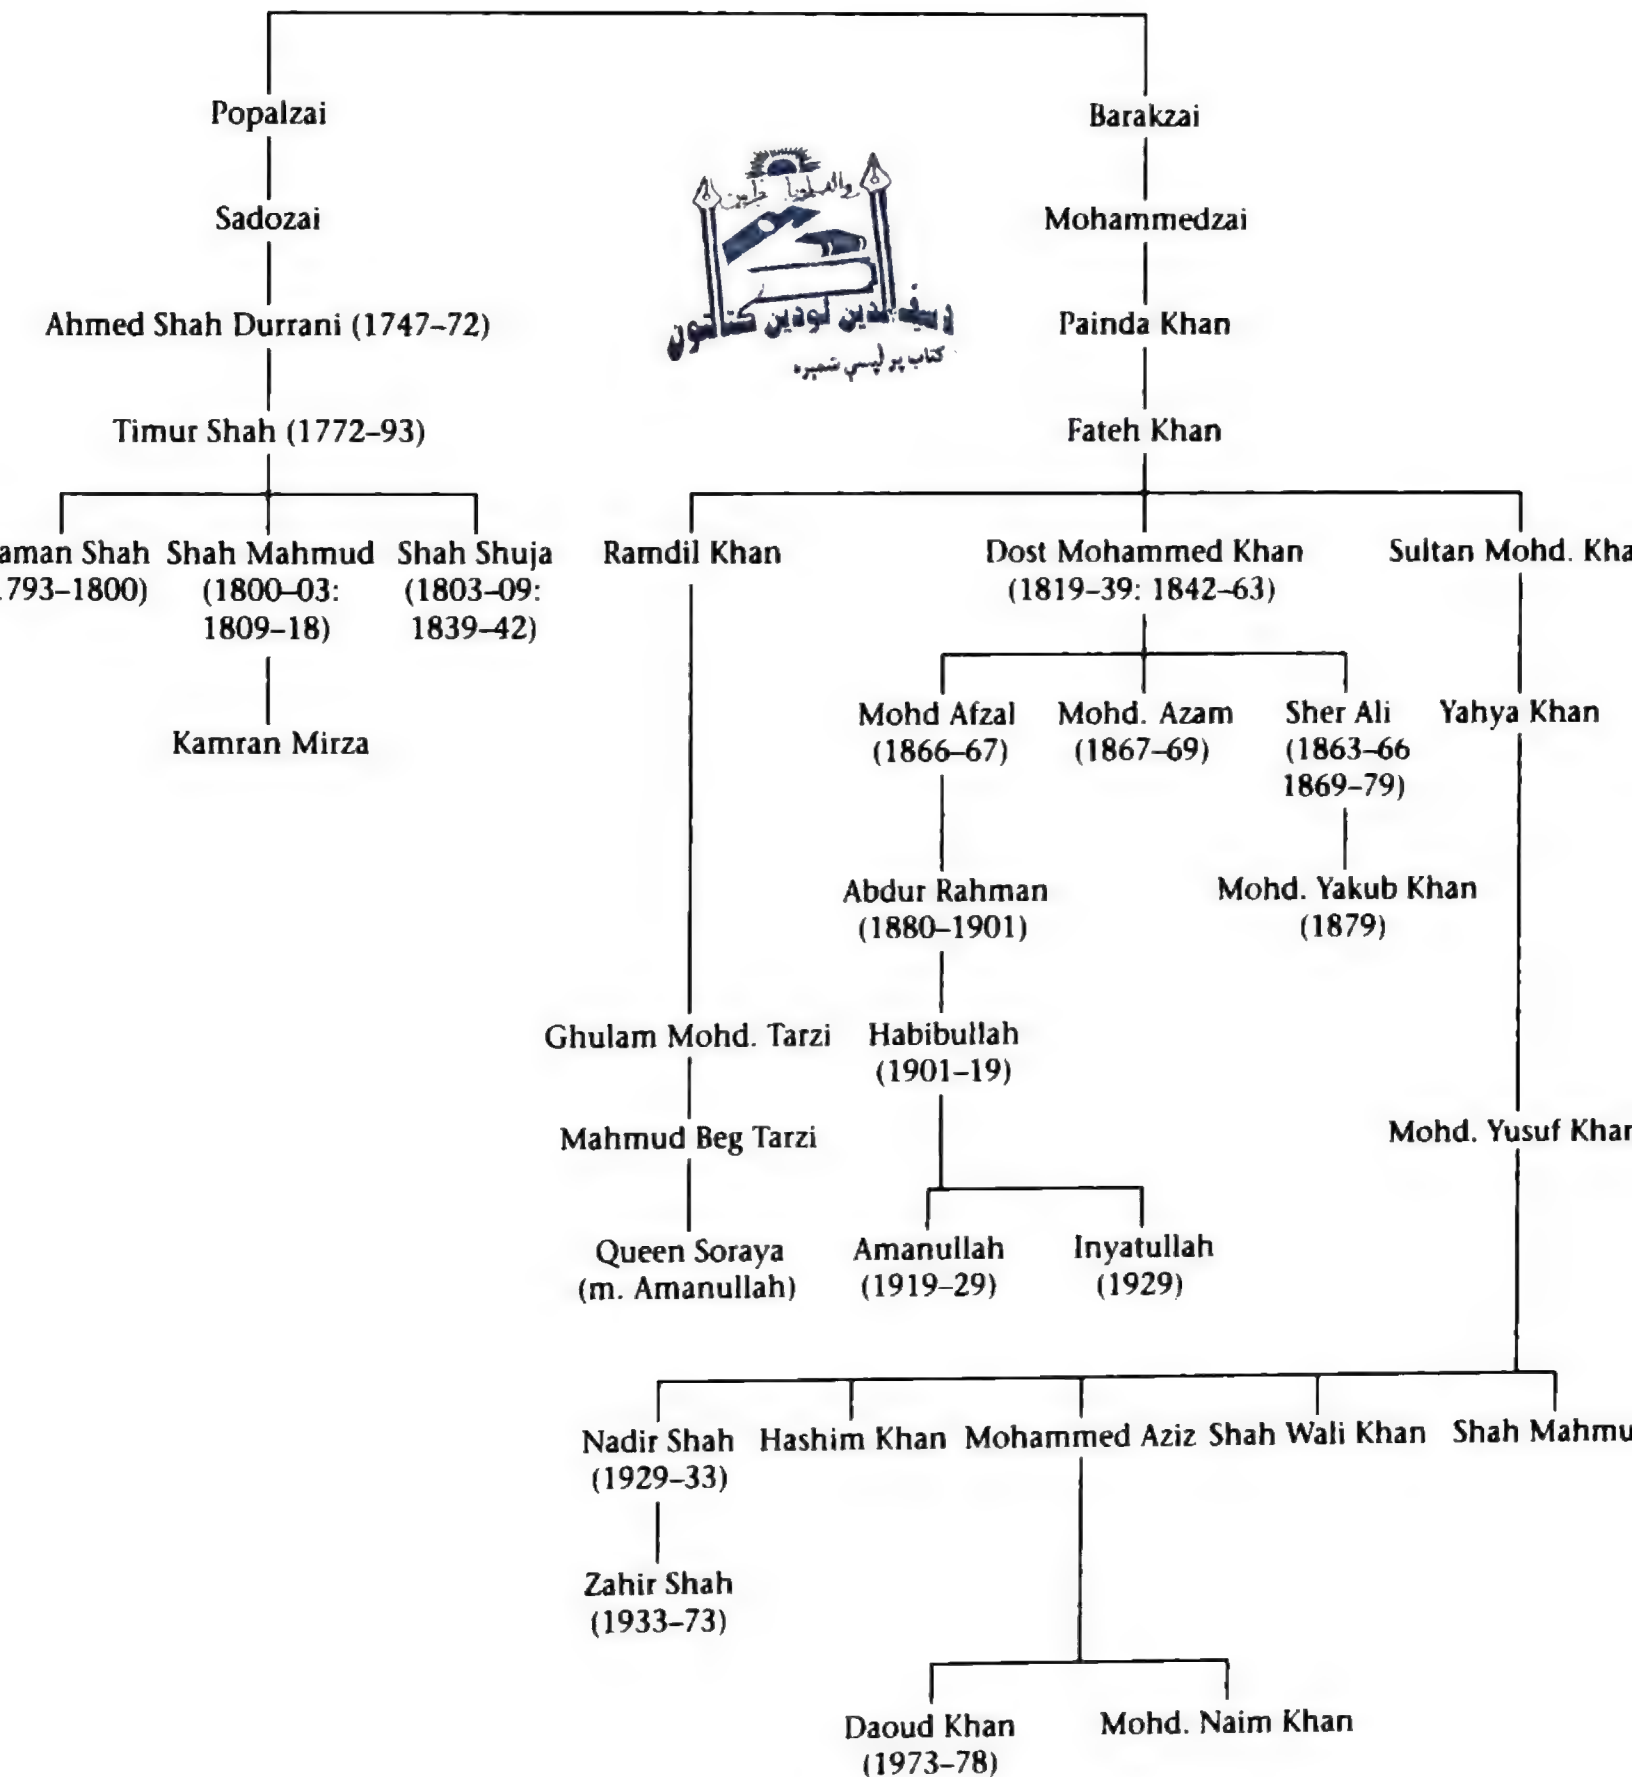 Popalzai
Barakzai
Sadozai
Mohammedzai
Ahmed Shah Durrani (1747–72)
Painda Khan
کتاب پر لپسې شمېره
Timur Shah (1772–93)
Fateh Khan
aman Shah
Shah Mahmud
Shah Shuja
Ramdil Khan
Dost Mohammed Khan
Sultan Mohd. Kha
793–1800)
(1800–03:
(1803–09:
(1819–39: 1842–63)
1809–18)
1839–42)
Mohd Afzal
Mohd. Azam
Sher Ali
Yahya Khan
Kamran Mirza
(1866–67)
(1867–69)
(1863–66
1869–79)
Abdur Rahman
Mohd. Yakub Khan
(1880–1901)
(1879)
Ghulam Mohd. Tarzi
Habibullah
(1901–19)
Mahmud Beg Tarzi
Mohd. Yusuf Khan
Queen Soraya
Amanullah
Inyatullah
(m. Amanullah)
(1919–29)
(1929)
Nadir Shah
Hashim Khan
Mohammed Aziz
Shah Wali Khan
Shah Mahmu
(1929–33)
Zahir Shah
(1933–73)
Daoud Khan
Mohd. Naim Khan
(1973–78)